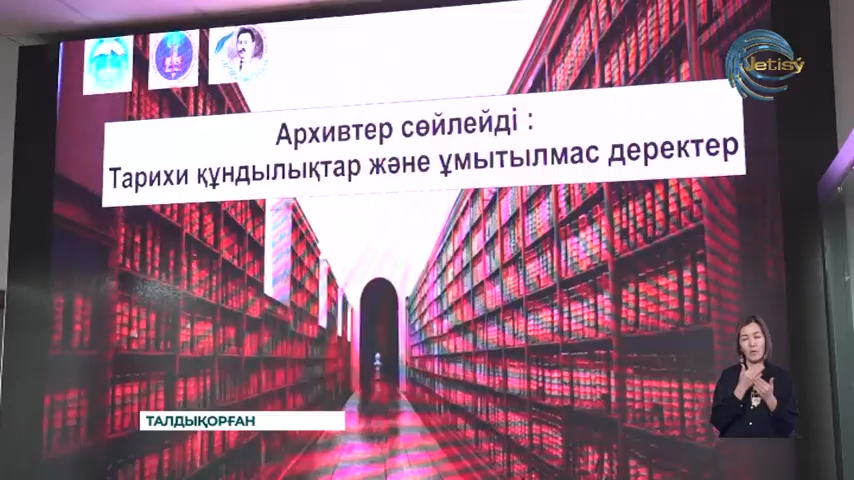 Jetisý
Архивтер сөйлейді :
Тарихи құндылықтар және ұмытылмас деректер
ТАЛДЫҚОРҒАН